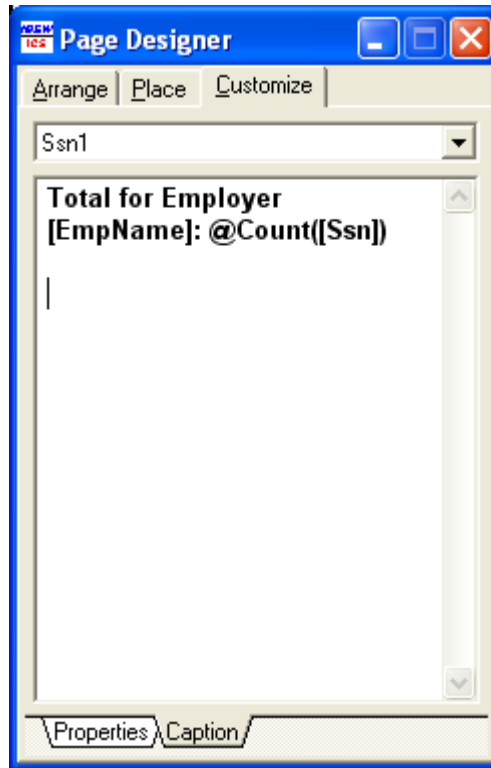 Page Designer
Arrange Place Customize
Ssn1
Total for Employer
[EmpName]: @Count([Ssn])
Properties Caption